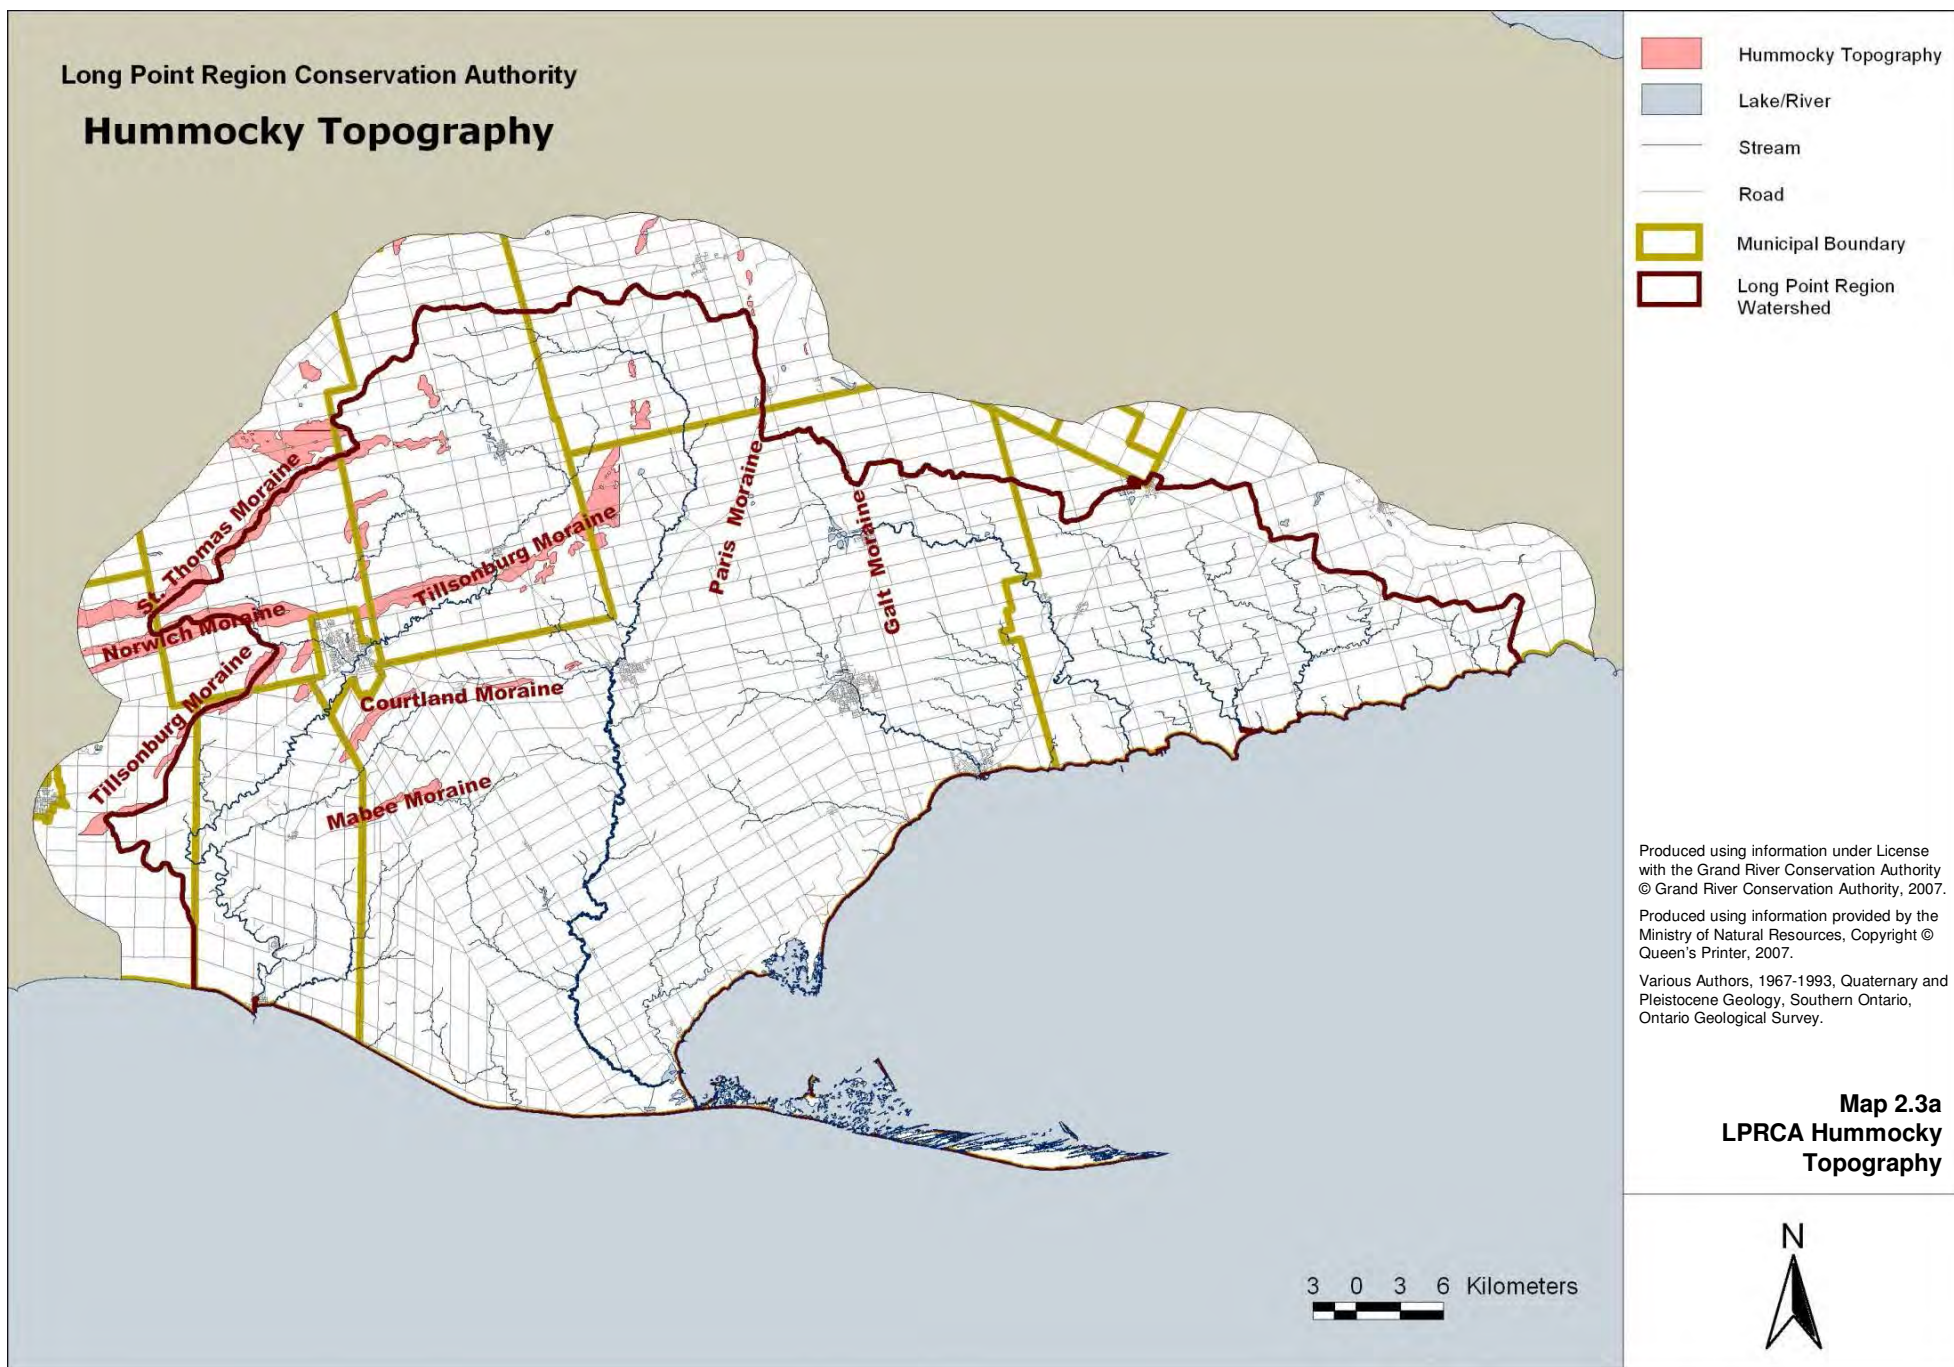 Long Point Region Conservation Authority
Hummocky Topography
Hummocky Topography
Lake/River
Stream
Road
Municipal Boundary
Long Point Region
Watershed
St. Thomas Moraine
Norwich Moraine
Tillsonburg Moraine
Tillsonburg Moraine
Courtland Moraine
Mabee Moraine
Paris Moraine
Galt Morainne
Produced using information under License
with the Grand River Conservation Authority
© Grand River Conservation Authority, 2007.
Produced using information provided by the
Ministry of Natural Resources, Copyright ©
Queen's Printer, 2007.
Various Authors, 1967-1993, Quaternary and
Pleistocene Geology, Southern Ontario,
Ontario Geological Survey.
Map 2.3a
LPRCA Hummocky
Topography
N
3 0 3 6 Kilometers